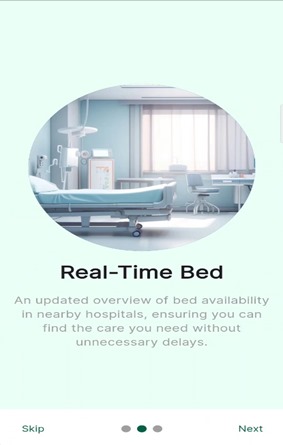 Real-Time Bed
An updated overview of bed availability
in nearby hospitals, ensuring you can
find the care you need without
unnecessary delays.
Skip
Next